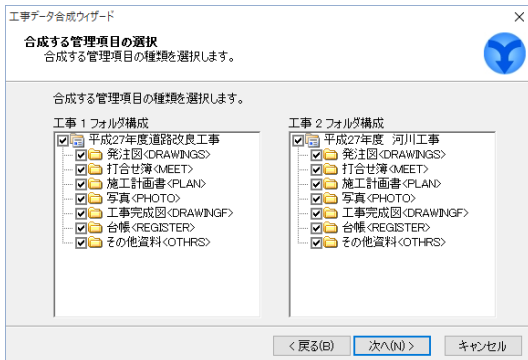 工事データ合成ウィザード
合成する管理項目の選択
合成する管理項目の種類を選択します。
合成する管理項目の種類を選択します。
工事 1 フォルダ構成
平成27年度道路改良工事
発注図<DRAWINGS>
打合せ簿<MEET>
施工計画書<PLAN>
写真<PHOTO>
工事完成図<DRAWINGF>
台帳<REGISTER>
その他資料<OTHRS>
工事 2 フォルダ構成
平成27年度 河川工事
発注図<DRAWINGS>
打合せ簿<MEET>
施工計画書<PLAN>
写真<PHOTO>
工事完成図<DRAWINGF>
台帳<REGISTER>
その他資料<OTHRS>
< 戻る(B) 次へ(N) > キャンセル